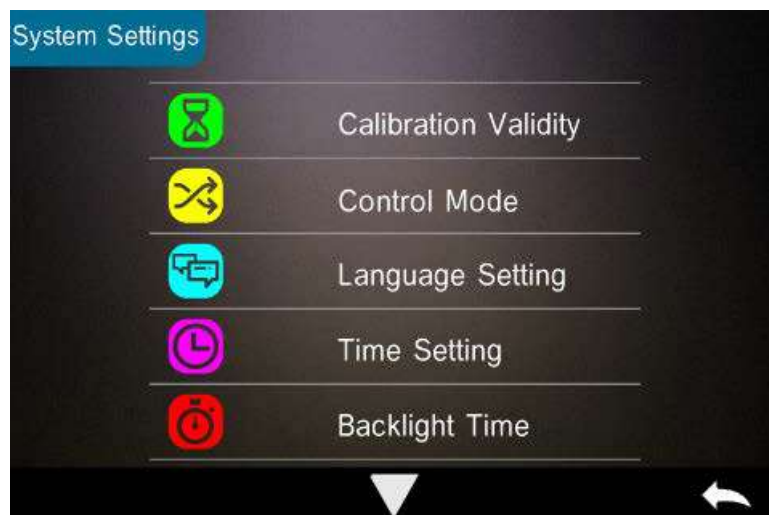 System Settings
Calibration Validity
Control Mode
Language Setting
Time Setting
Backlight Time